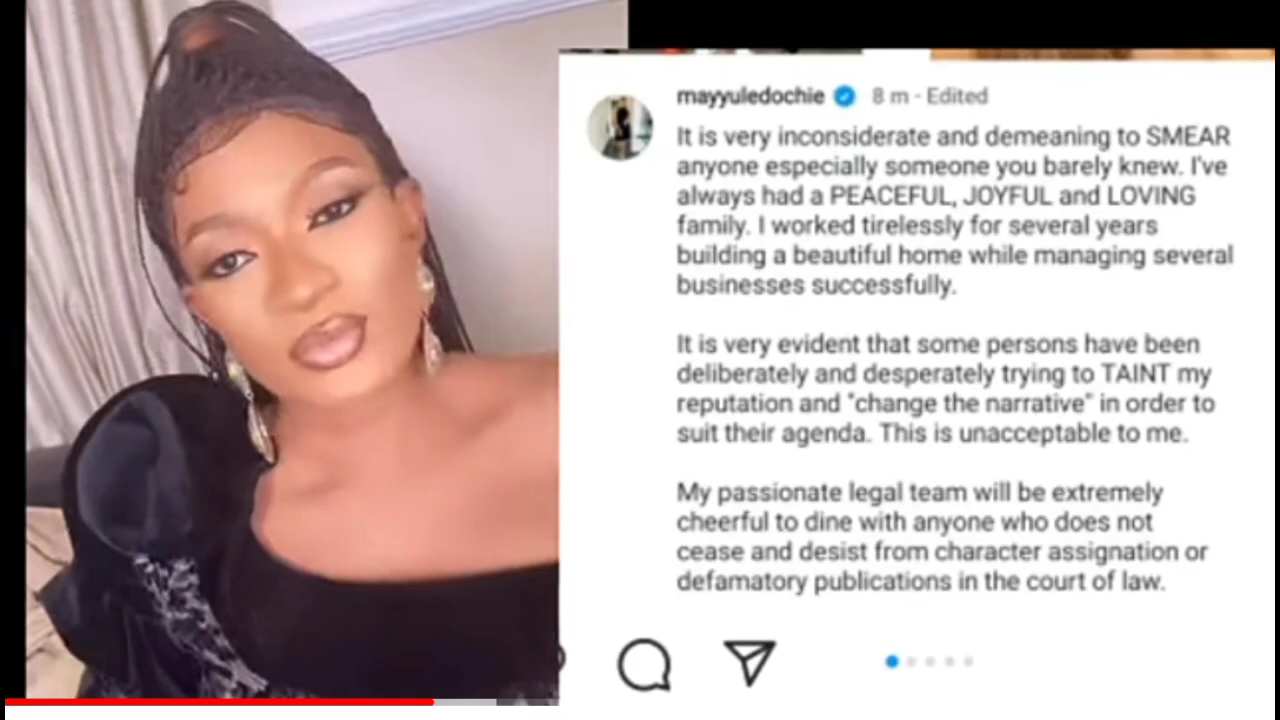 mayyuledochie 8 m · Edited
It is very inconsiderate and demeaning to SMEAR
anyone especially someone you barely knew. I've
always had a PEACEFUL, JOYFUL and LOVING
family. I worked tirelessly for several years
building a beautiful home while managing several
businesses successfully.
It is very evident that some persons have been
deliberately and desperately trying to TAINT my
reputation and "change the narrative" in order to
suit their agenda. This is unacceptable to me.
My passionate legal team will be extremely
cheerful to dine with anyone who does not
cease and desist from character assignation or
defamatory publications in the court of law.